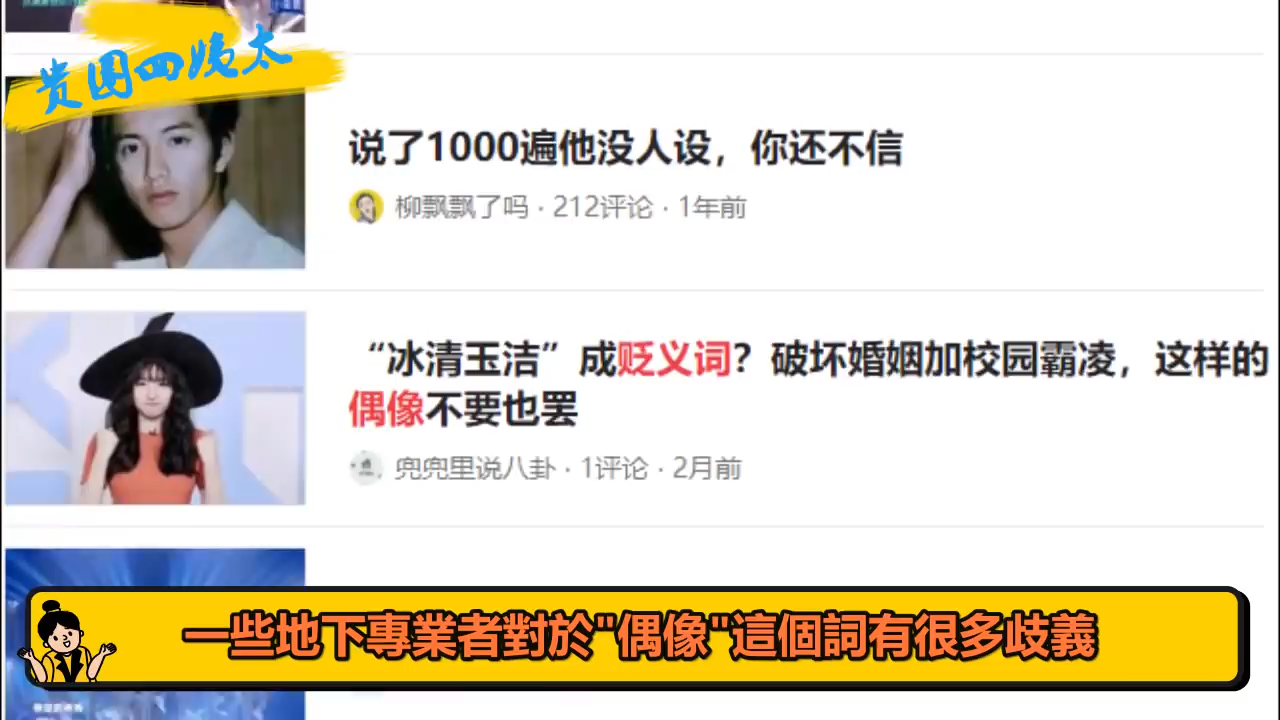 贵圈四姨太
说了1000遍他没人设，你还不信
柳飘飘了吗 · 212评论 · 1年前
“冰清玉洁”成贬义词？破坏婚姻加校园霸凌，这样的
偶像不要也罢
兜兜里说八卦 · 1评论 · 2月前
一些地下專業者對於"偶像"這個詞有很多歧義